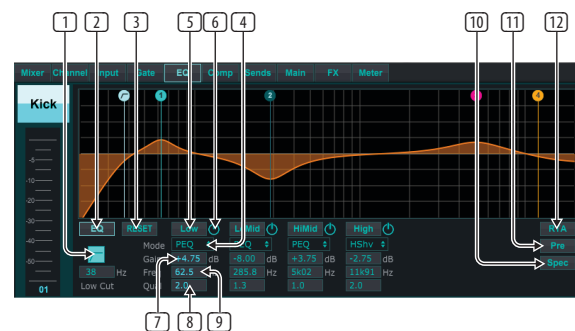 1 2 3 5 6 4 10 11 12
Mixer Channel Input Gate EQ Comp Sends Main FX Meter
Kick
1 2 4
-5
-10
-20
-30
-40
-50
EQ RESET Low LoMid HiMid High RTA
Mode PEQ PEQ PEQ HShv Pre
Gain +4.75 dB -8.00 dB +3.75 dB -2.75 dB Spec
38 Hz Freq 62.5 285.8 Hz 5k02 Hz 11k91 Hz
Low Cut Qual 2.0 1.3 1.0 2.0
01
7 8 9